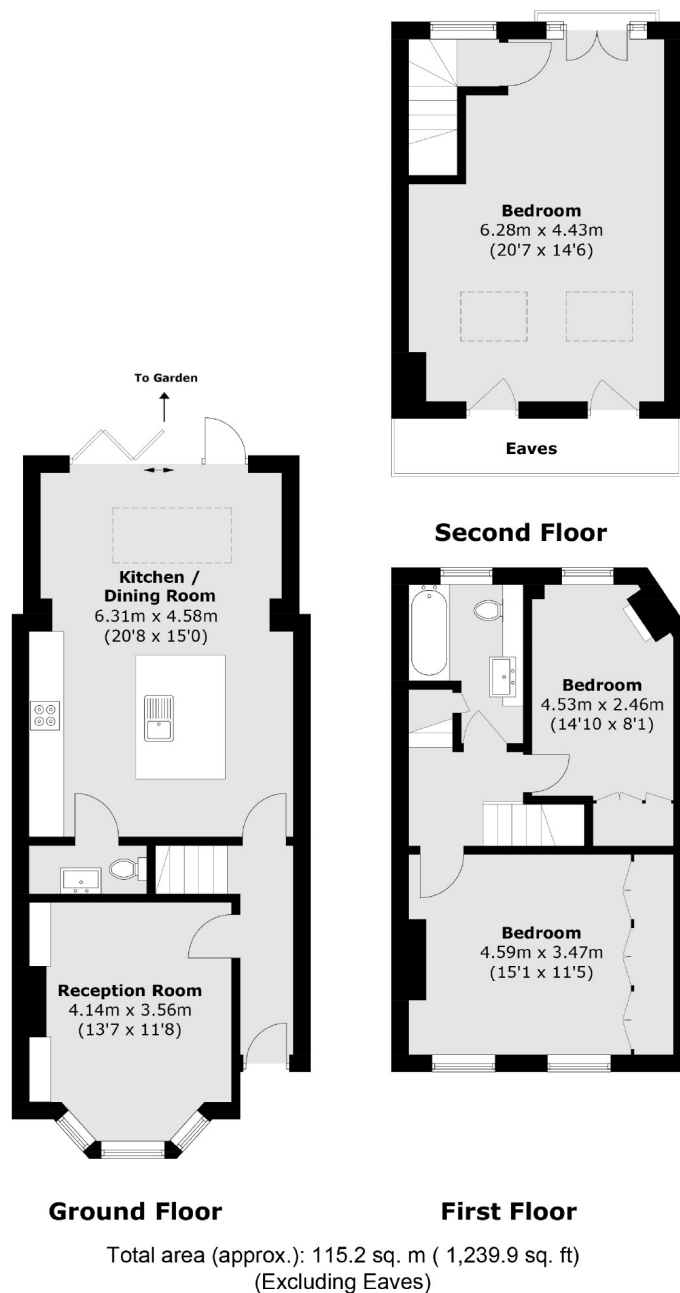 Bedroom
6.28m x 4.43m
(20'7 x 14'6)
Eaves
Second Floor
To Garden
Kitchen /
Dining Room
6.31m x 4.58m
(20'8 x 15'0)
Reception Room
4.14m x 3.56m
(13'7 x 11'8)
Ground Floor
Bedroom
4.53m x 2.46m
(14'10 x 8'1)
Bedroom
4.59m x 3.47m
(15'1 x 11'5)
First Floor
Total area (approx.): 115.2 sq. m ( 1,239.9 sq. ft)
(Excluding Eaves)